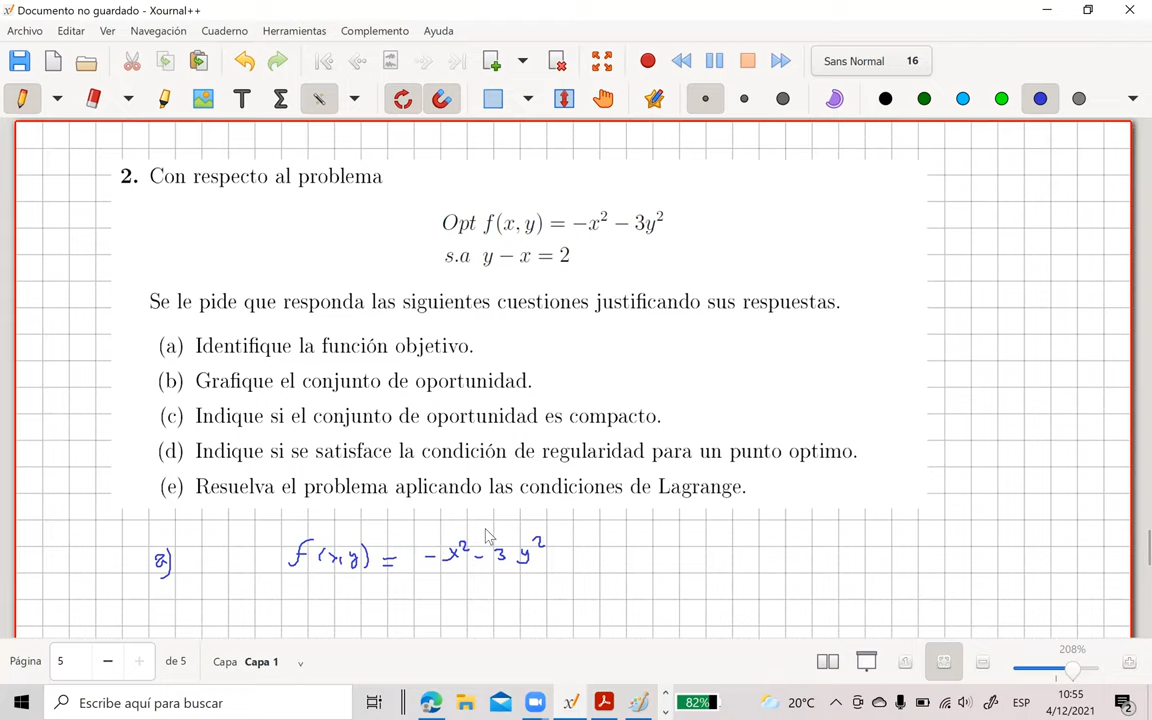 Documento no guardado - Xournal++
Archivo Editar Ver Navegación Cuaderno Herramientas Complemento Ayuda
Sans Normal 16
2. Con respecto al problema
Opt f(x, y) = −x² − 3y²
s.a y − x = 2
Se le pide que responda las siguientes cuestiones justificando sus respuestas.
(a) Identifique la función objetivo.
(b) Grafique el conjunto de oportunidad.
(c) Indique si el conjunto de oportunidad es compacto.
(d) Indique si se satisface la condición de regularidad para un punto optimo.
(e) Resuelva el problema aplicando las condiciones de Lagrange.
a) f(x,y) = -x² - 3 y²
Página 5 de 5 Capa Capa 1 208%
Escribe aquí para buscar 82% 20°C ESP 10:55
4/12/2021 2